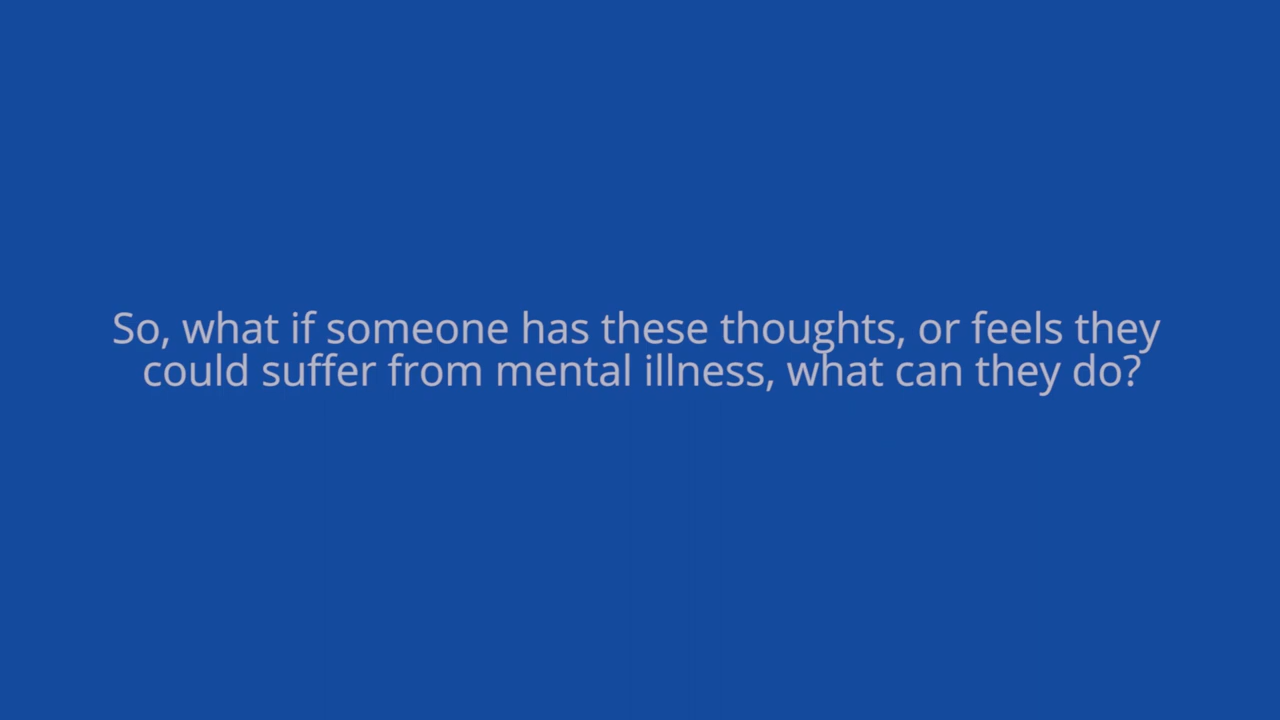 So, what if someone has these thoughts, or feels they
could suffer from mental illness, what can they do?